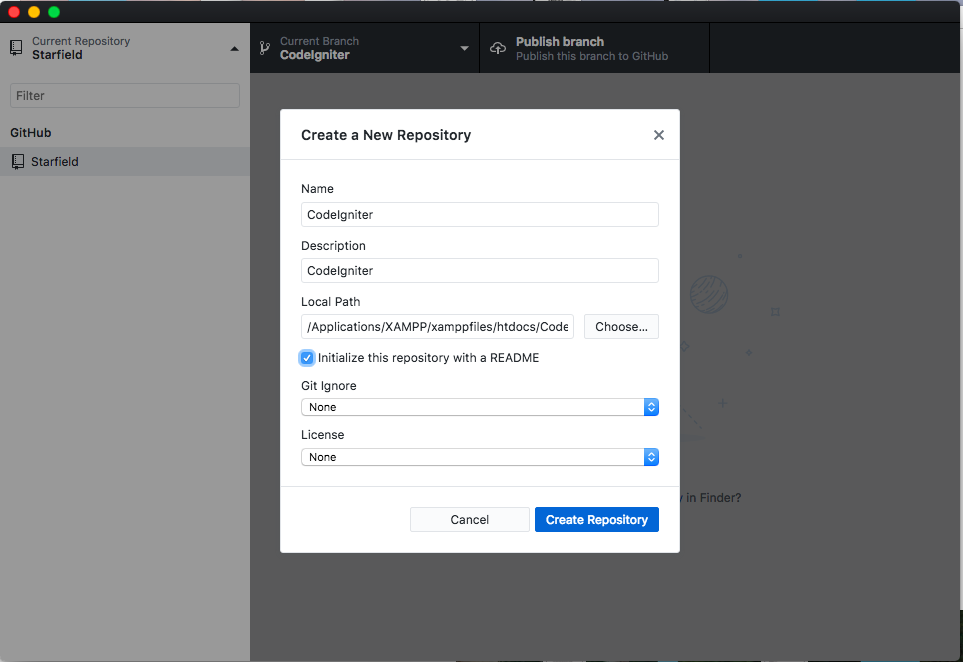 Current Repository
Starfield
Current Branch
CodeIgniter
Publish branch
Publish this branch to GitHub
Filter
GitHub
Starfield
Create a New Repository
Name
CodeIgniter
Description
CodeIgniter
Local Path
/Applications/XAMPP/xamppfiles/htdocs/Code
Choose...
Initialize this repository with a README
Git Ignore
None
License
None
in Finder?
Cancel
Create Repository